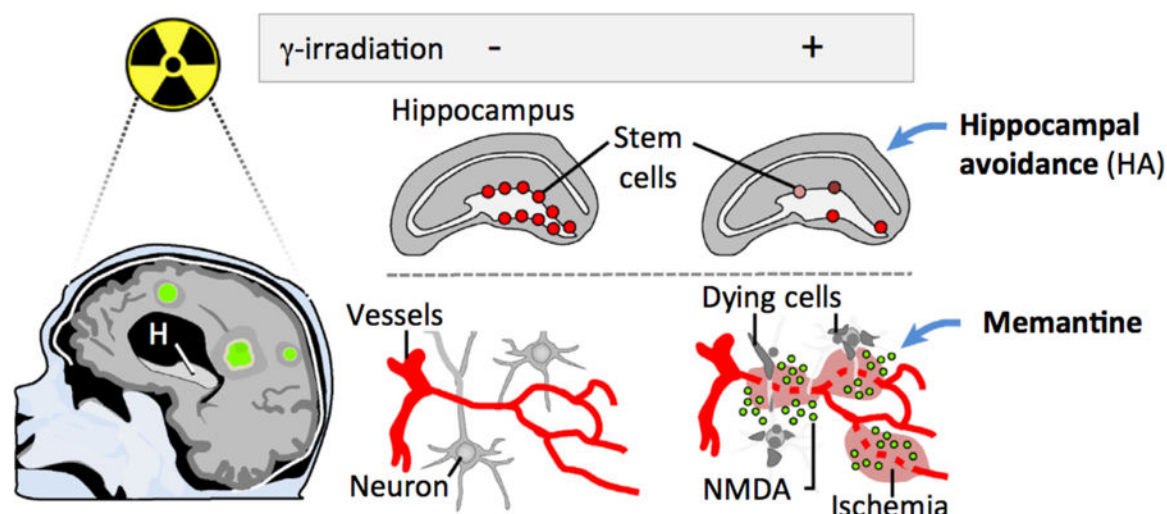 γ-irradiation - +
Hippocampus
Stem
cells
Hippocampal
avoidance (HA)
H
Vessels
Neuron
Dying cells
NMDA
Ischemia
Memantine